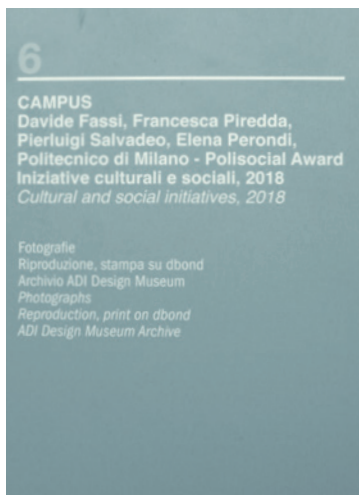 6
CAMPUS
Davide Fassi, Francesca Piredda,
Pierluigi Salvadeo, Elena Perondi,
Politecnico di Milano - Polisocial Award
Iniziative culturali e sociali, 2018
Cultural and social initiatives, 2018
Fotografie
Riproduzione, stampa su dbond
Archivio ADI Design Museum
Photographs
Reproduction, print on dbond
ADI Design Museum Archive